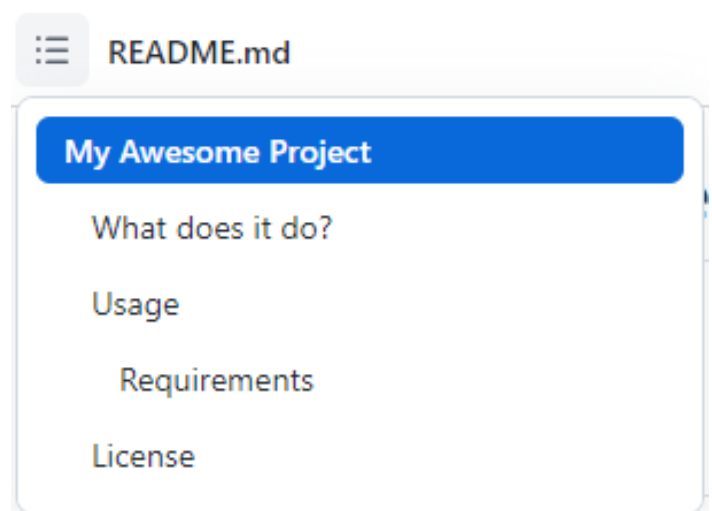 README.md
My Awesome Project
What does it do?
Usage
Requirements
License